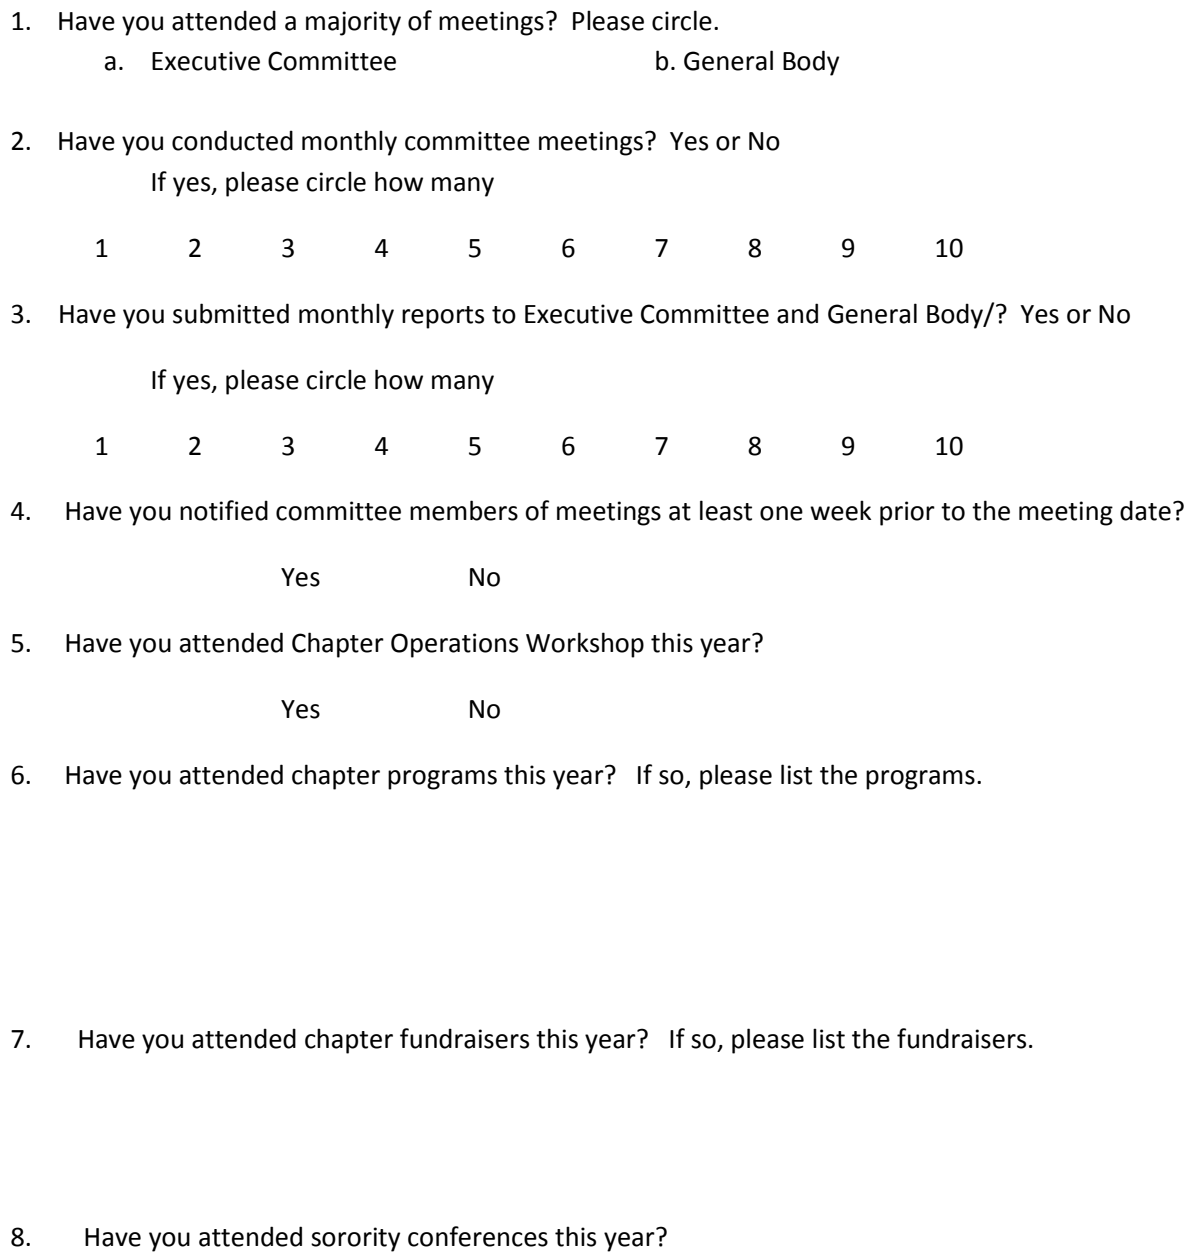 1. Have you attended a majority of meetings? Please circle.
a. Executive Committee b. General Body
2. Have you conducted monthly committee meetings? Yes or No
If yes, please circle how many
1 2 3 4 5 6 7 8 9 10
3. Have you submitted monthly reports to Executive Committee and General Body/? Yes or No
If yes, please circle how many
1 2 3 4 5 6 7 8 9 10
4. Have you notified committee members of meetings at least one week prior to the meeting date?
Yes No
5. Have you attended Chapter Operations Workshop this year?
Yes No
6. Have you attended chapter programs this year? If so, please list the programs.
7. Have you attended chapter fundraisers this year? If so, please list the fundraisers.
8. Have you attended sorority conferences this year?